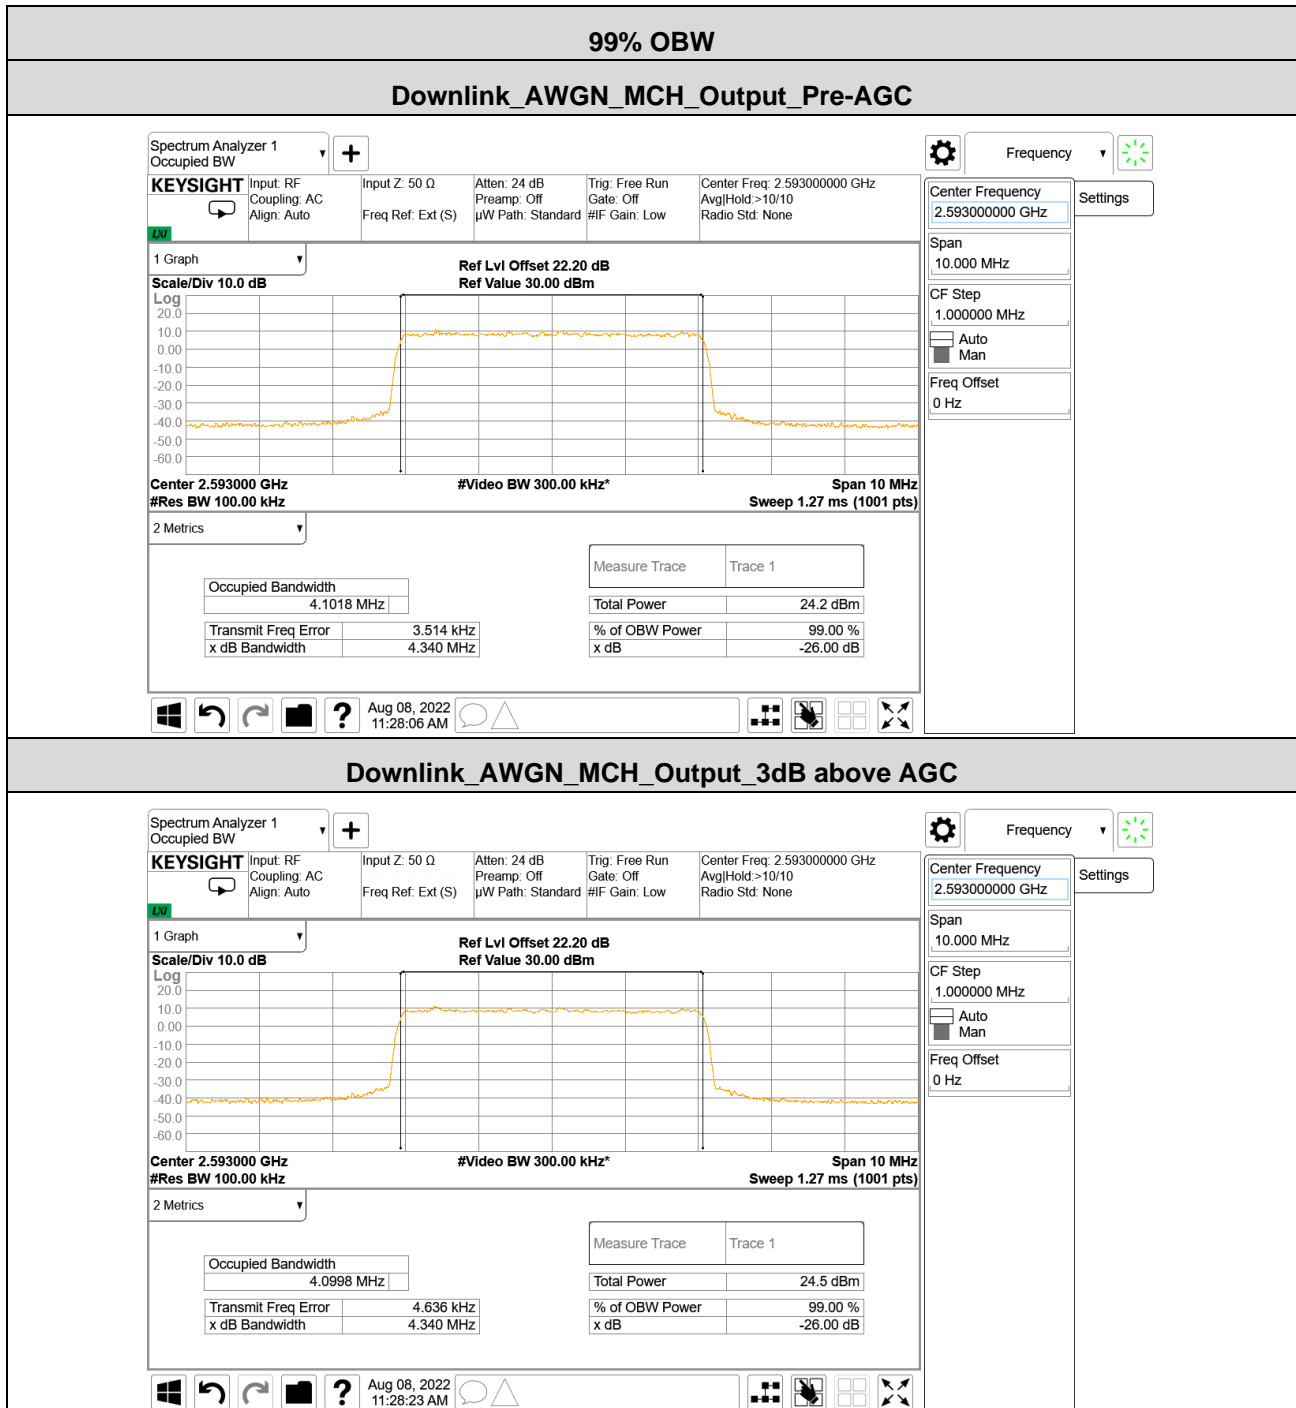 99% OBW
Downlink_AWGN_MCH_Output_Pre-AGC
Spectrum Analyzer 1
Occupied BW
Frequency
KEYSIGHT
Input: RF
Coupling: AC
Align: Auto
Input Z: 50 Ω
Freq Ref: Ext (S)
Atten: 24 dB
Preamp: Off
µW Path: Standard
Trig: Free Run
Gate: Off
#IF Gain: Low
Center Freq: 2.593000000 GHz
Avg|Hold:>10/10
Radio Std: None
LXI
Center Frequency
2.593000000 GHz
Settings
Span
10.000 MHz
CF Step
1.000000 MHz
Auto
Man
Freq Offset
0 Hz
1 Graph
Scale/Div 10.0 dB
Ref Lvl Offset 22.20 dB
Ref Value 30.00 dBm
Log
20.0
10.0
0.00
-10.0
-20.0
-30.0
-40.0
-50.0
-60.0
Center 2.593000 GHz
#Video BW 300.00 kHz*
Span 10 MHz
#Res BW 100.00 kHz
Sweep 1.27 ms (1001 pts)
2 Metrics
Measure Trace Trace 1
Occupied Bandwidth
4.1018 MHz
Total Power 24.2 dBm
Transmit Freq Error 3.514 kHz
% of OBW Power 99.00 %
x dB Bandwidth 4.340 MHz
x dB -26.00 dB
?
Aug 08, 2022
11:28:06 AM
Downlink_AWGN_MCH_Output_3dB above AGC
Spectrum Analyzer 1
Occupied BW
Frequency
KEYSIGHT
Input: RF
Coupling: AC
Align: Auto
Input Z: 50 Ω
Freq Ref: Ext (S)
Atten: 24 dB
Preamp: Off
µW Path: Standard
Trig: Free Run
Gate: Off
#IF Gain: Low
Center Freq: 2.593000000 GHz
Avg|Hold:>10/10
Radio Std: None
LXI
Center Frequency
2.593000000 GHz
Settings
Span
10.000 MHz
CF Step
1.000000 MHz
Auto
Man
Freq Offset
0 Hz
1 Graph
Scale/Div 10.0 dB
Ref Lvl Offset 22.20 dB
Ref Value 30.00 dBm
Log
20.0
10.0
0.00
-10.0
-20.0
-30.0
-40.0
-50.0
-60.0
Center 2.593000 GHz
#Video BW 300.00 kHz*
Span 10 MHz
#Res BW 100.00 kHz
Sweep 1.27 ms (1001 pts)
2 Metrics
Measure Trace Trace 1
Occupied Bandwidth
4.0998 MHz
Total Power 24.5 dBm
Transmit Freq Error 4.636 kHz
% of OBW Power 99.00 %
x dB Bandwidth 4.340 MHz
x dB -26.00 dB
?
Aug 08, 2022
11:28:23 AM